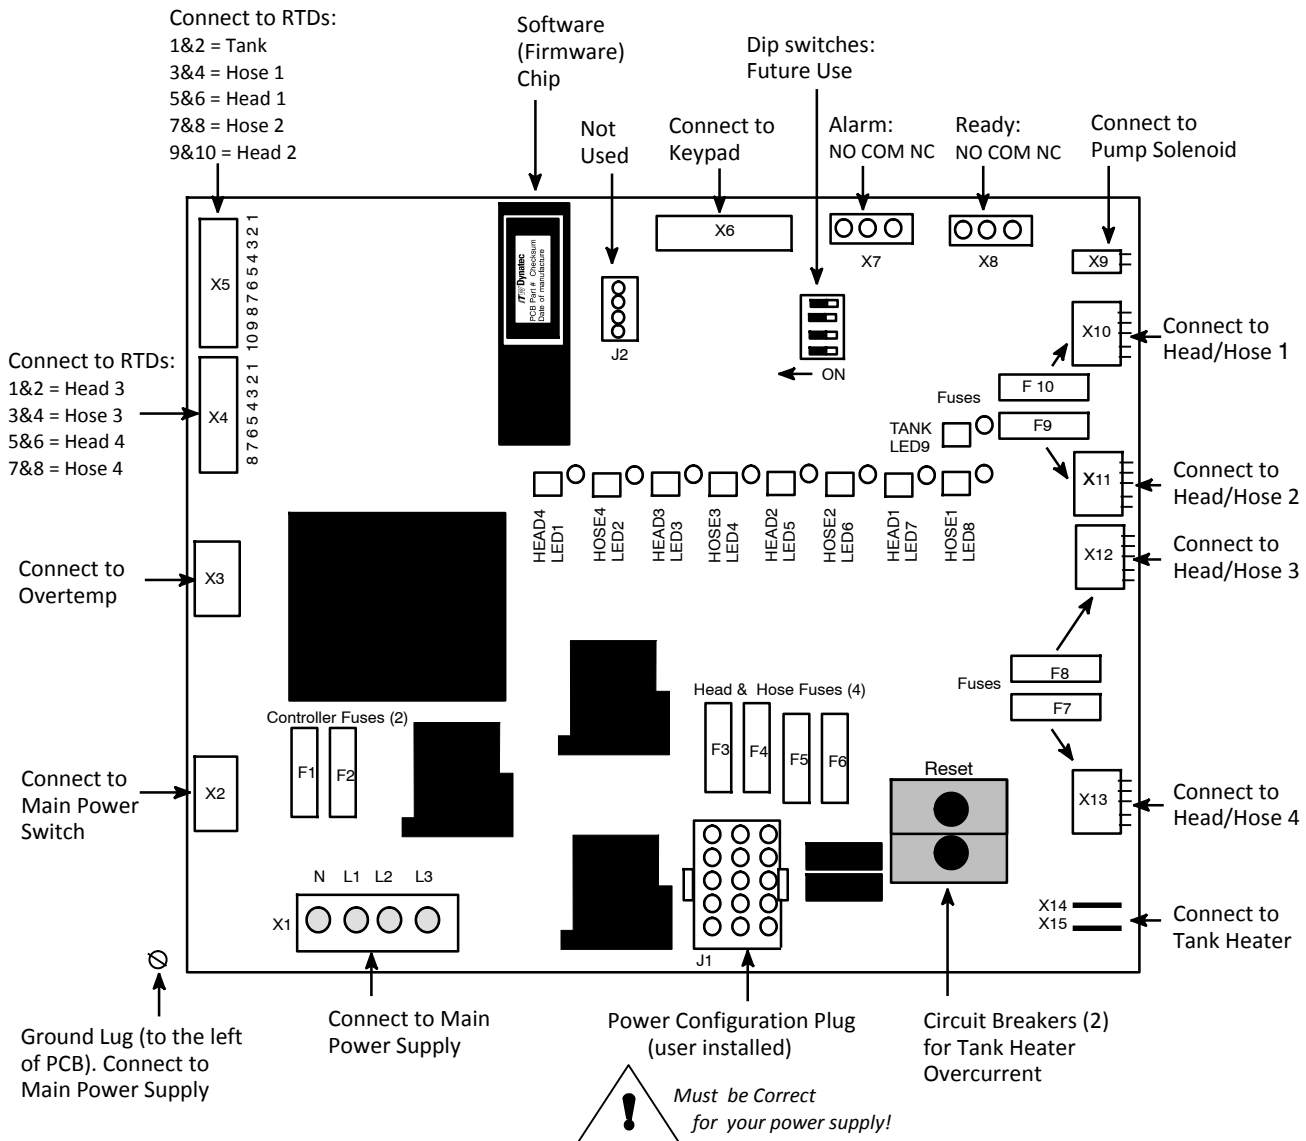 Connect to RTDs:
1&2 = Tank
3&4 = Hose 1
5&6 = Head 1
7&8 = Hose 2
9&10 = Head 2
Software
(Firmware)
Chip
Not
Used
Connect to
Keypad
Dip switches:
Future Use
Alarm:
NO COM NC
Ready:
NO COM NC
Connect to
Pump Solenoid
X5
10 9 8 7 6 5 4 3 2 1
ITW Dynatec
PCB Part # Checksum
Date of manufacture
J2
X6
X7
X8
X9
ON
X10
Connect to
Head/Hose 1
Connect to RTDs:
1&2 = Head 3
3&4 = Hose 3
5&6 = Head 4
7&8 = Hose 4
X4
8 7 6 5 4 3 2 1
Fuses
F 10
F9
TANK
LED9
X11
Connect to
Head/Hose 2
HEAD4
LED1
HOSE4
LED2
HEAD3
LED3
HOSE3
LED4
HEAD2
LED5
HOSE2
LED6
HEAD1
LED7
HOSE1
LED8
X12
Connect to
Head/Hose 3
Connect to
Overtemp
X3
Fuses
F8
F7
Controller Fuses (2)
F1
F2
Head & Hose Fuses (4)
F3
F4
F5
F6
Reset
Connect to
Main Power
Switch
X2
X13
Connect to
Head/Hose 4
N L1 L2 L3
X1
J1
X14
X15
Connect to
Tank Heater
Ground Lug (to the left
of PCB). Connect to
Main Power Supply
Connect to Main
Power Supply
Power Configuration Plug
(user installed)
Circuit Breakers (2)
for Tank Heater
Overcurrent
!
Must be Correct
for your power supply!